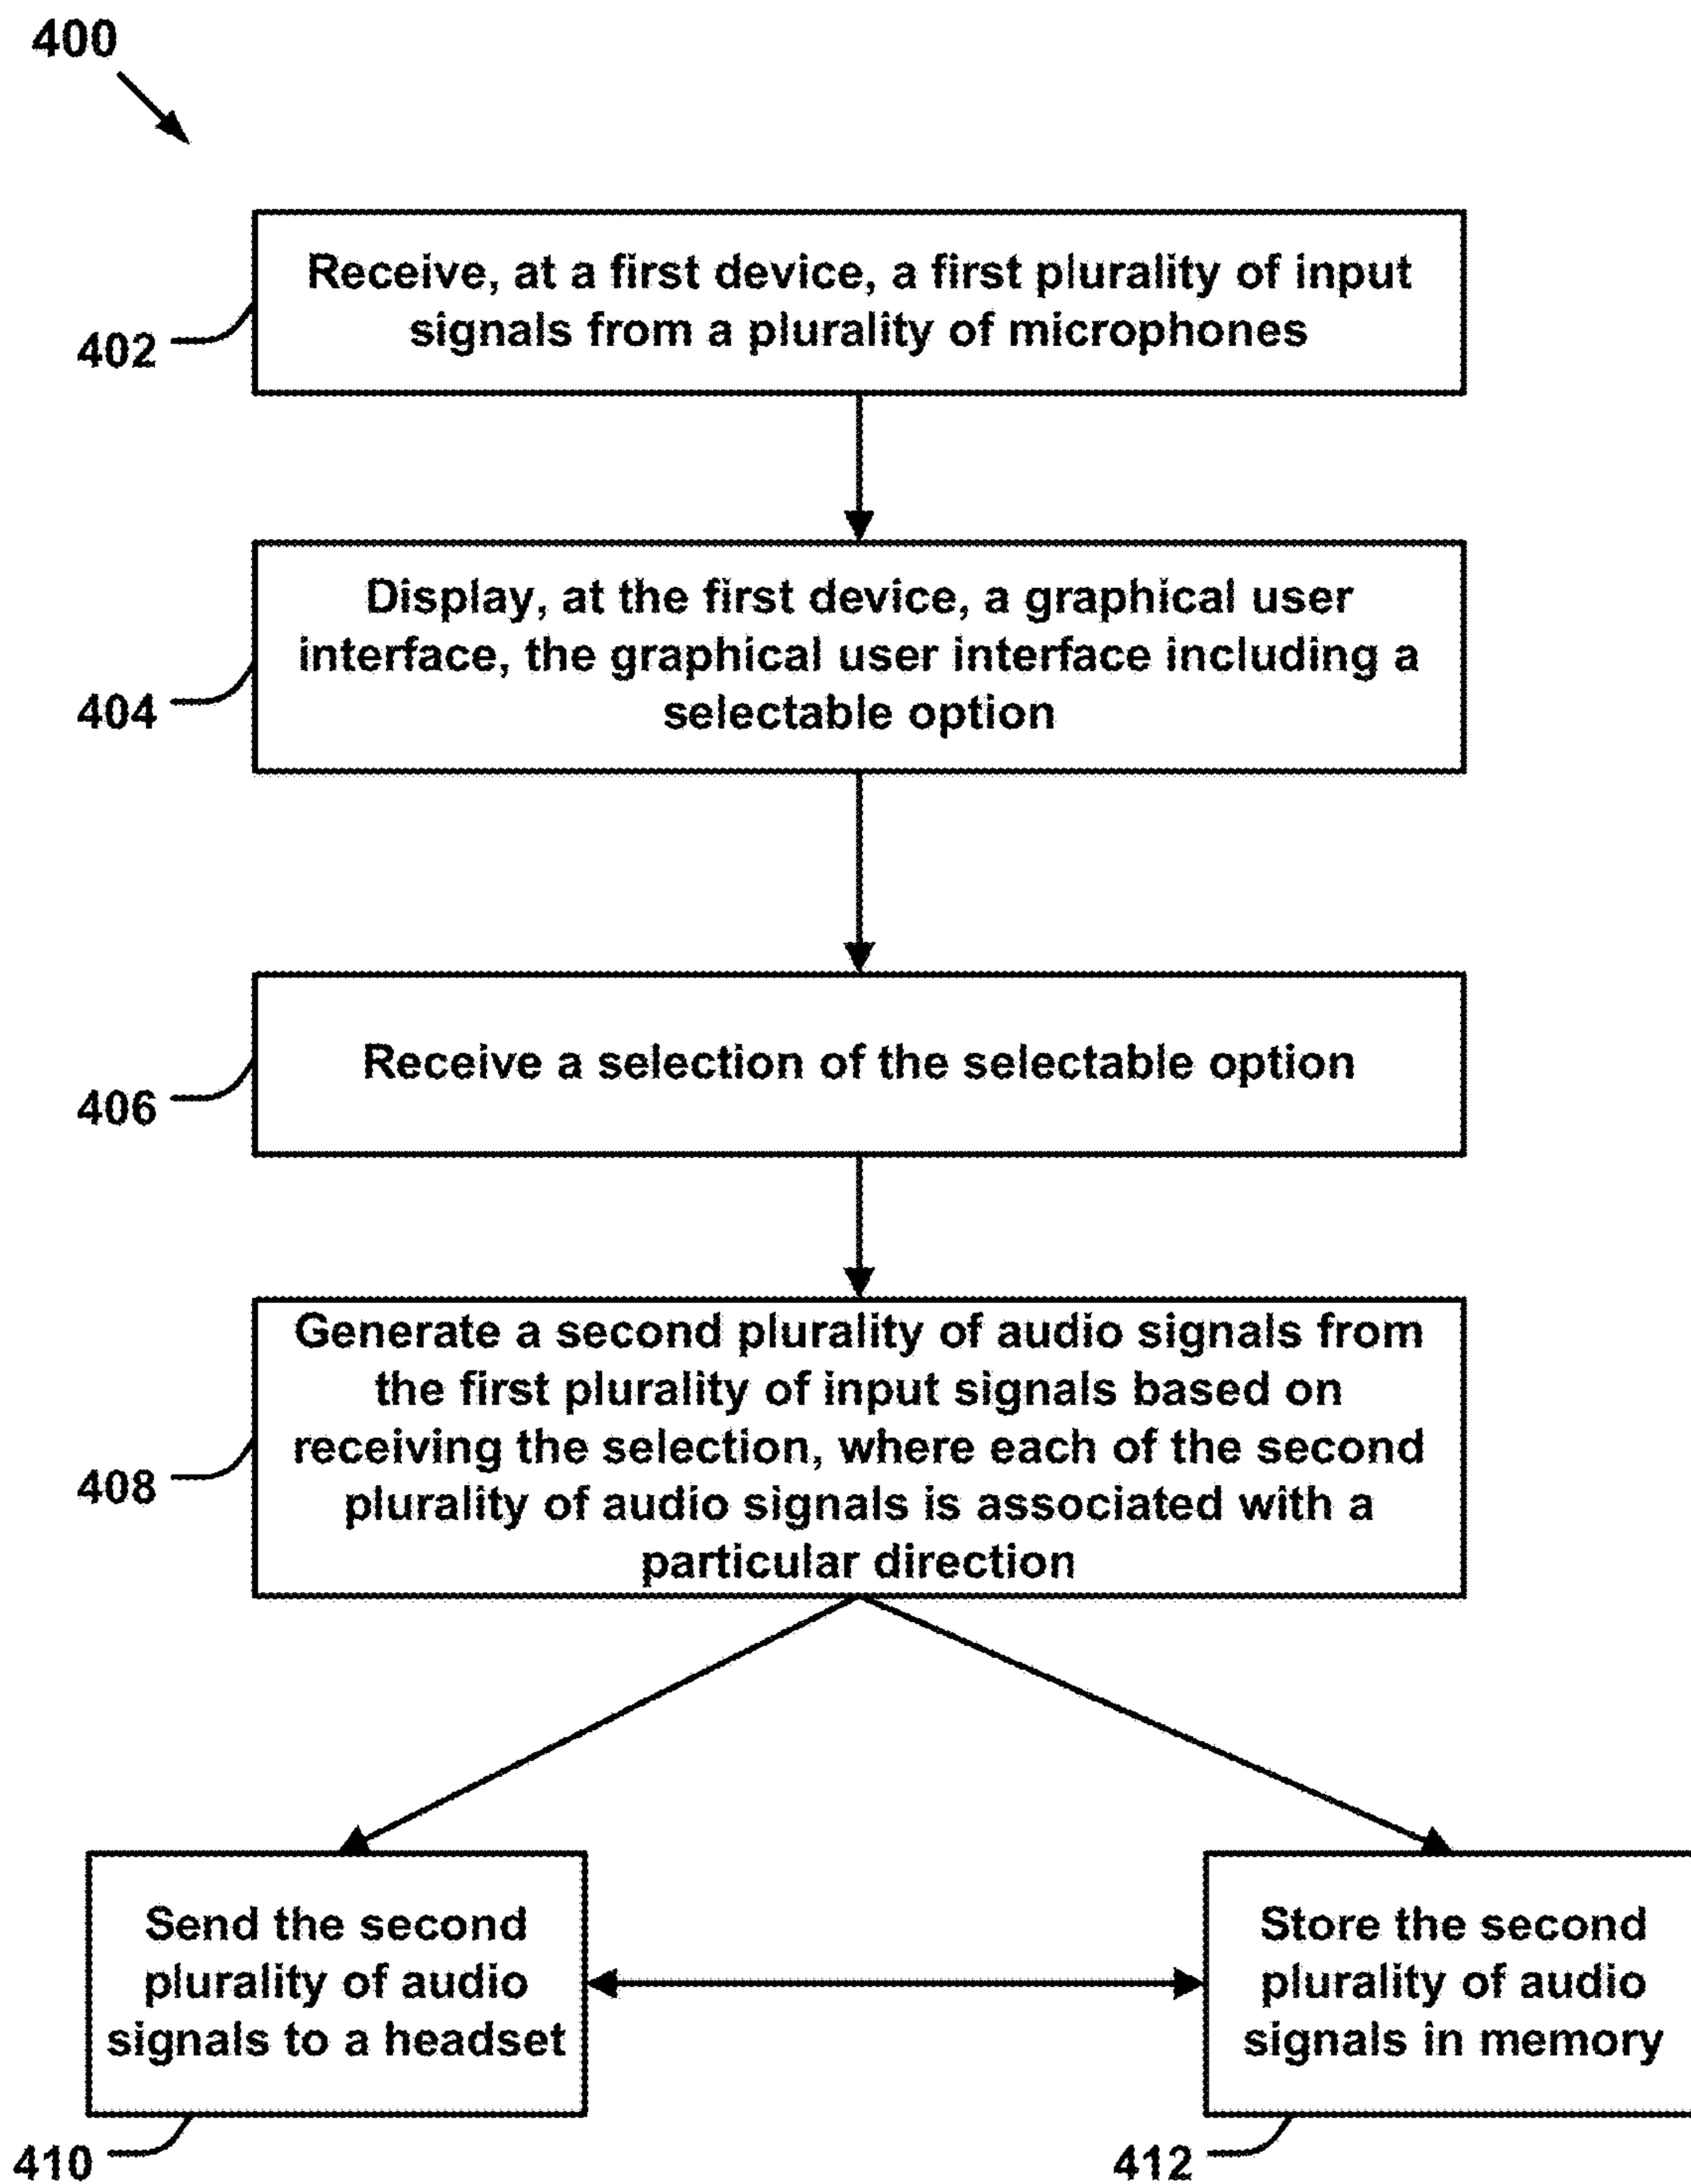 400
Receive, at a first device, a first plurality of input
signals from a plurality of microphones
402
Display, at the first device, a graphical user
interface, the graphical user interface including a
selectable option
404
Receive a selection of the selectable option
406
Generate a second plurality of audio signals from
the first plurality of input signals based on
receiving the selection, where each of the second
plurality of audio signals is associated with a
particular direction
408
Send the second
plurality of audio
signals to a headset
410
Store the second
plurality of audio
signals in memory
412